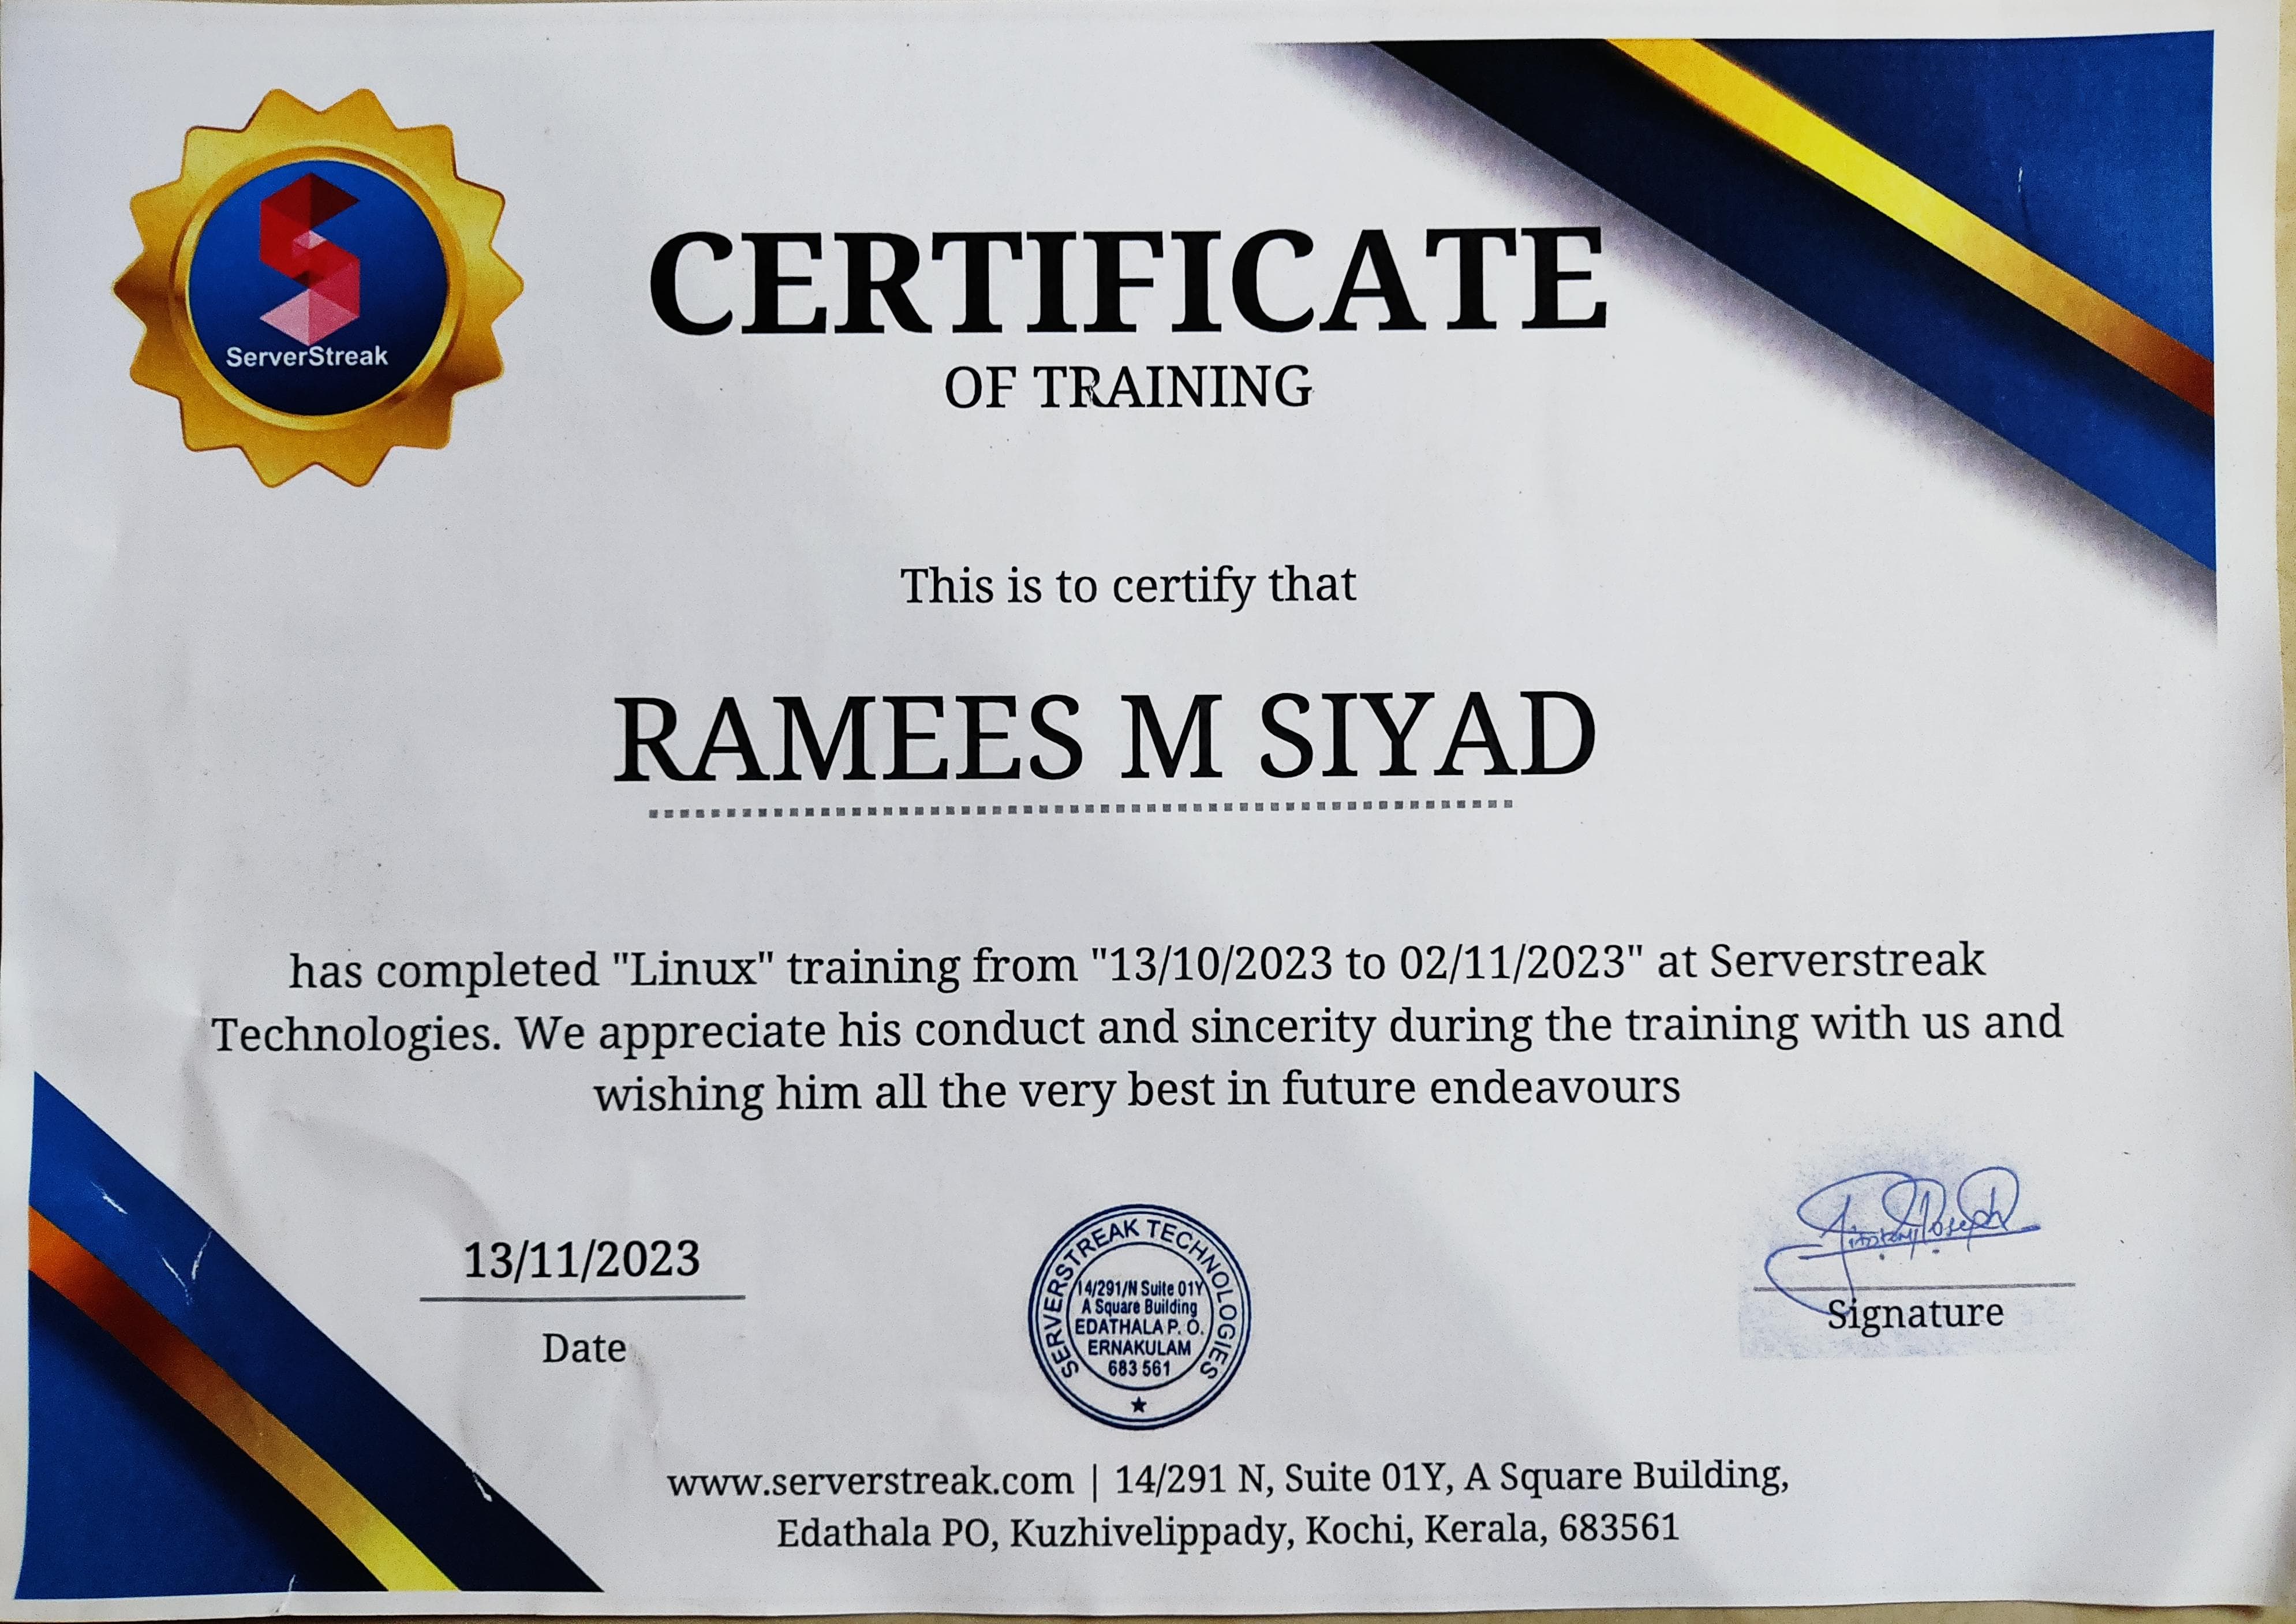 ServerStreak
CERTIFICATE
OF TRAINING
This is to certify that
RAMEES M SIYAD
has completed "Linux" training from "13/10/2023 to 02/11/2023" at Serverstreak
Technologies. We appreciate his conduct and sincerity during the training with us and
wishing him all the very best in future endeavours
13/11/2023
Date
SERVERSTREAK TECHNOLOGIES
14/291/N Suite 01Y
A Square Building
EDATHALA P. O.
ERNAKULAM
683 561
Signature
www.serverstreak.com | 14/291 N, Suite 01Y, A Square Building,
Edathala PO, Kuzhivelippady, Kochi, Kerala, 683561